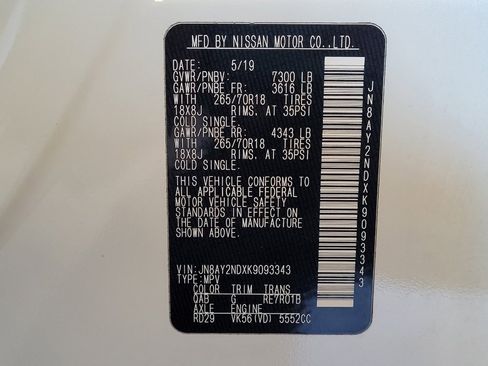 MFD BY NISSAN MOTOR CO.,LTD.
DATE: 5/19
GVWR/PNBV: 7300 LB
GAWR/PNBE FR: 3616 LB
WITH 265/70R18 TIRES
18X8J RIMS, AT 35PSI
COLD SINGLE.
GAWR/PNBE RR: 4343 LB
WITH 265/70R18 TIRES
18X8J RIMS, AT 35PSI
COLD SINGLE.
THIS VEHICLE CONFORMS TO
ALL APPLICABLE FEDERAL
MOTOR VEHICLE SAFETY
STANDARDS IN EFFECT ON
THE DATE OF MANUFACTURE
SHOWN ABOVE.
VIN:JN8AY2NDXK9093343
TYPE:MPV
COLOR TRIM TRANS
QAB G RE7R01B
AXLE ENGINE
RD29 VK56(VD) 5552CC
JN8AY2NDXK9093343